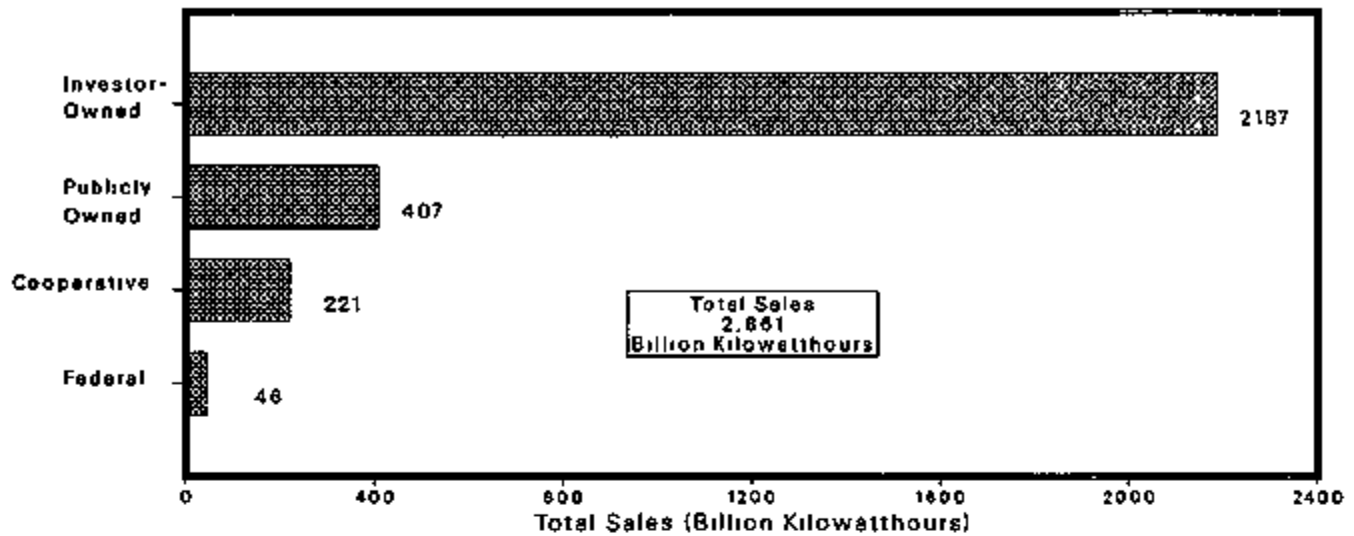 Investor-
Owned
2187
Publicly
Owned
407
Cooperative
221
Total Sales
2,861
Billion Kilowatthours
Federal
46
0 400 800 1200 1600 2000 2400
Total Sales (Billion Kilowatthours)